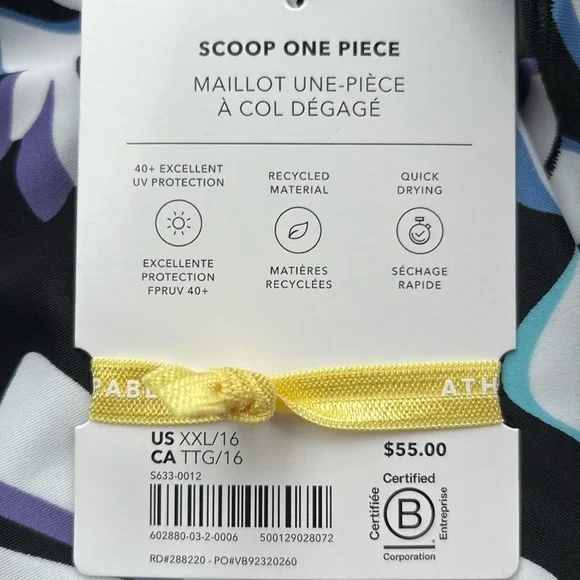 SCOOP ONE PIECE
MAILLOT UNE-PIÈCE
À COL DÉGAGÉ
40+ EXCELLENT
UV PROTECTION
EXCELLENTE
PROTECTION
FPRUV 40+
RECYCLED
MATERIAL
MATIÈRES
RECYCLÉES
QUICK
DRYING
SÉCHAGE
RAPIDE
PABL
ATH
US XXL/16
CA TTG/16
$55.00
S633-0012
602880-03-2-0006 500129028072
RD#288220 - PO#VB92320260
Certified
Certifiée
B
Entreprise
Corporation